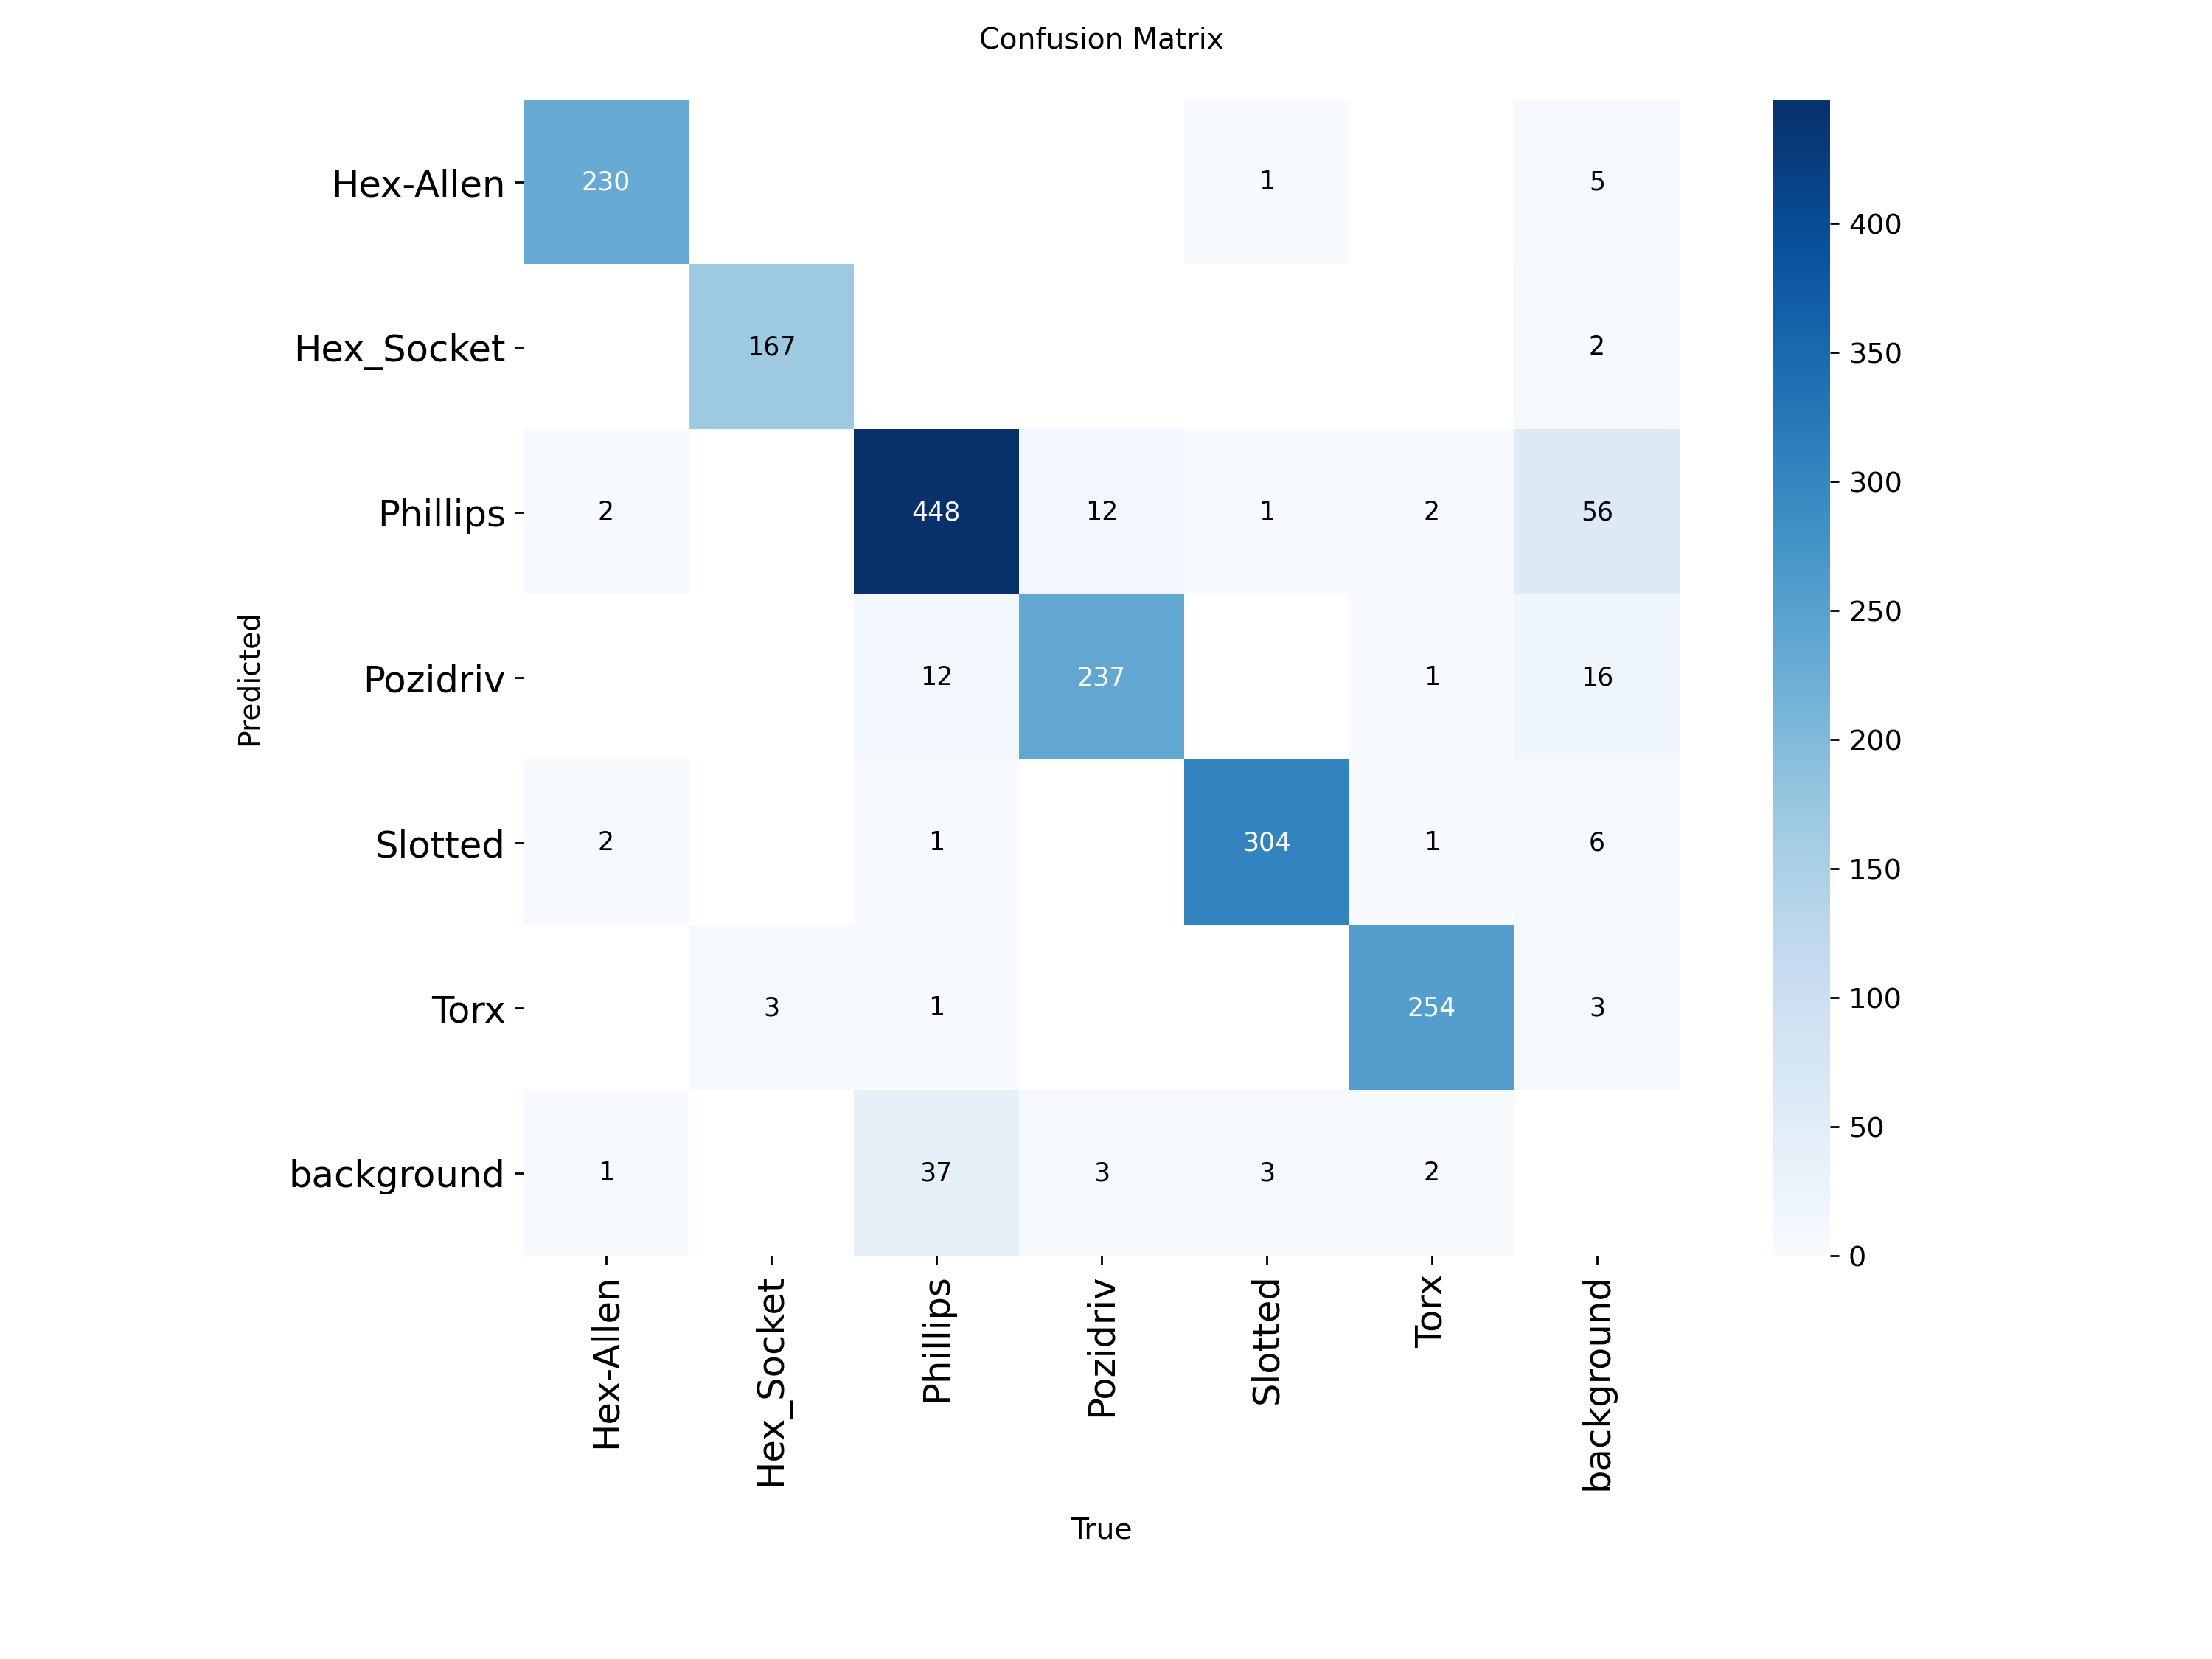 Confusion Matrix
Hex-Allen 230 1 5
Hex_Socket 167 2
Phillips 2 448 12 1 2 56
Pozidriv 12 237 1 16
Slotted 2 1 304 1 6
Torx 3 1 254 3
background 1 37 3 3 2
Predicted
Hex-Allen Hex_Socket Phillips Pozidriv Slotted Torx background
True
400
350
300
250
200
150
100
50
0